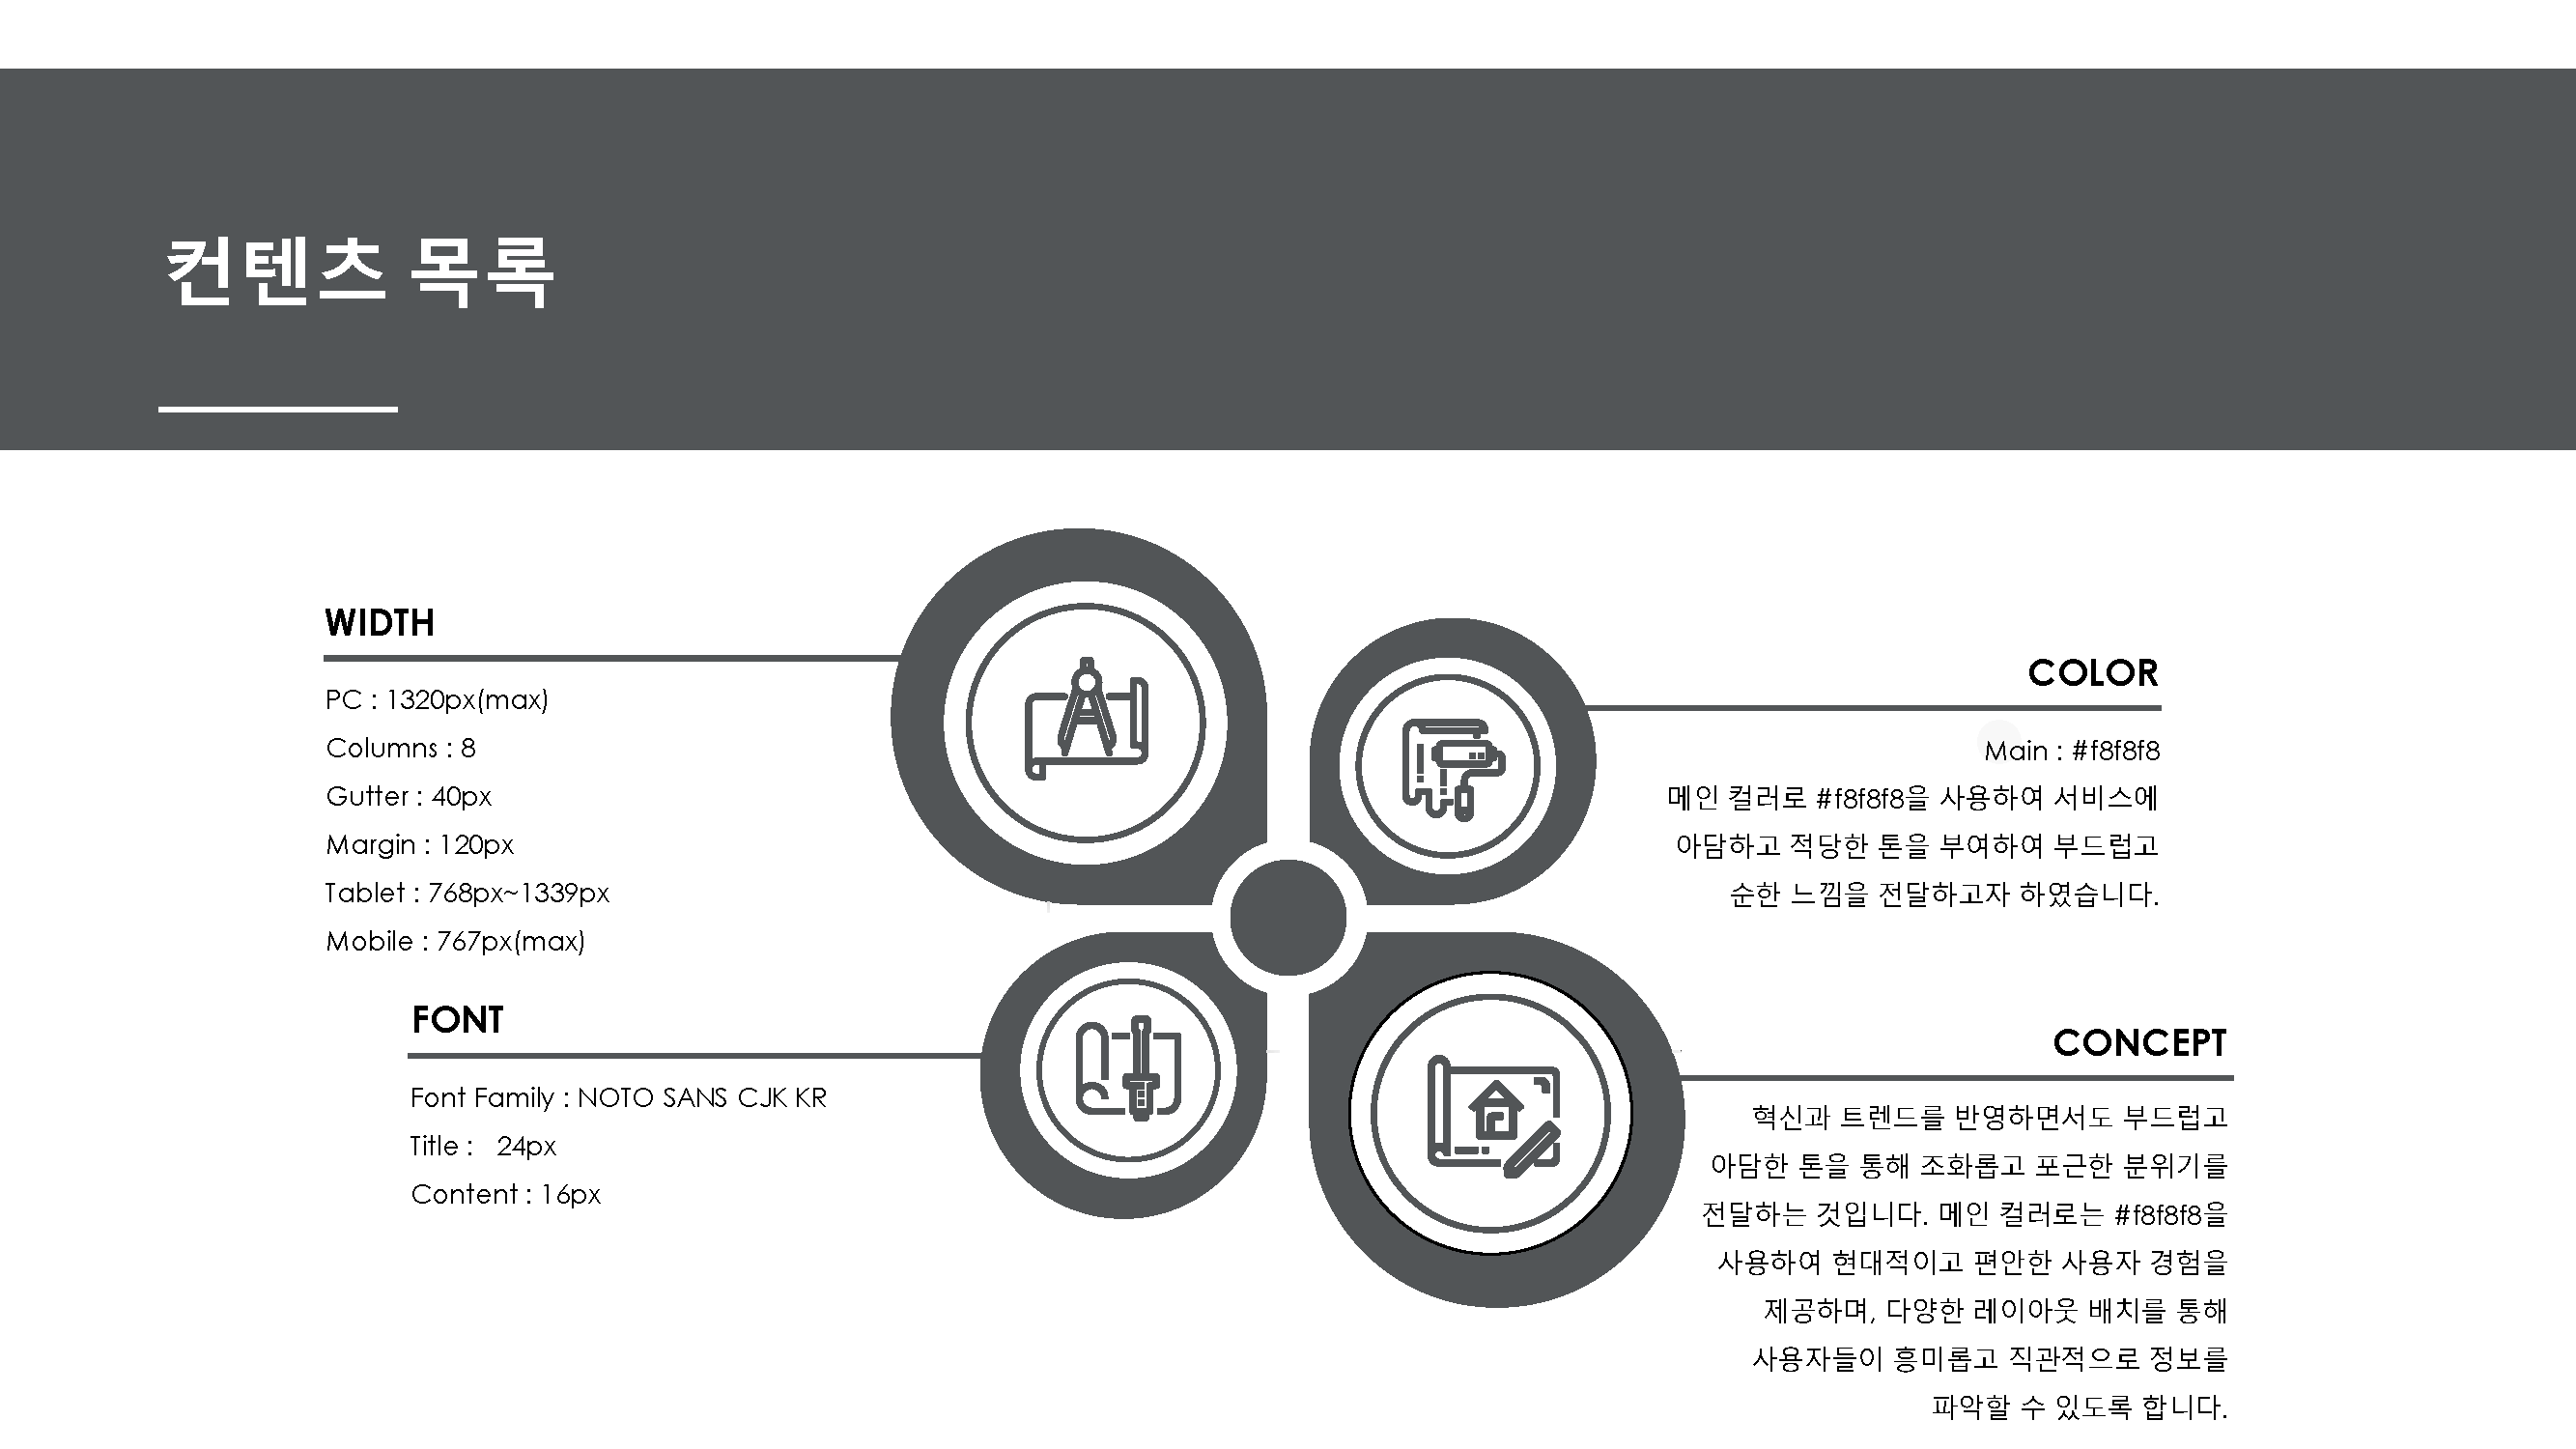 컨텐츠 목록
WIDTH
PC : 1320px(max)
Columns : 8
Gutter : 40px
Margin : 120px
Tablet : 768px~1339px
Mobile : 767px(max)
FONT
Font Family : NOTO SANS CJK KR
Title :   24px
Content : 16px
COLOR
Main : #f8f8f8
메인 컬러로 #f8f8f8을 사용하여 서비스에
아담하고 적당한 톤을 부여하여 부드럽고
순한 느낌을 전달하고자 하였습니다.
CONCEPT
혁신과 트렌드를 반영하면서도 부드럽고
아담한 톤을 통해 조화롭고 포근한 분위기를
전달하는 것입니다. 메인 컬러로는 #f8f8f8을
사용하여 현대적이고 편안한 사용자 경험을
제공하며, 다양한 레이아웃 배치를 통해
사용자들이 흥미롭고 직관적으로 정보를
파악할 수 있도록 합니다.